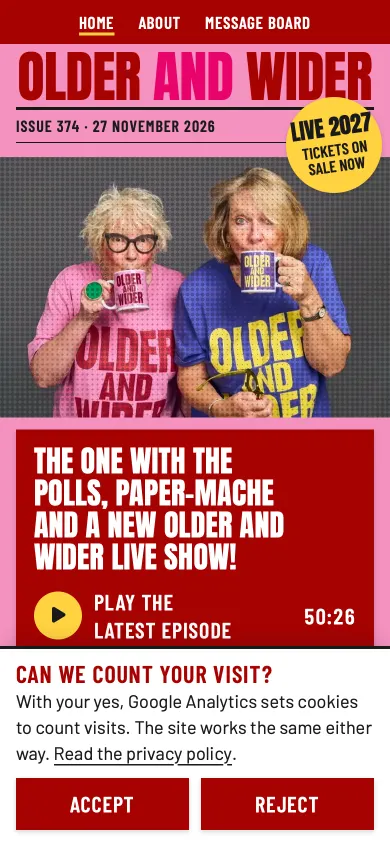 HOME ABOUT MESSAGE BOARD
OLDER AND WIDER
ISSUE 374 · 27 NOVEMBER 2026
LIVE 2027
TICKETS ON
SALE NOW
OLDER
AND
WIDER
OLDER
AND
WIDER
OLDER
AND
WIDER
OLDER
AND
THE ONE WITH THE
POLLS, PAPER-MACHE
AND A NEW OLDER AND
WIDER LIVE SHOW!
PLAY THE
LATEST EPISODE
50:26
CAN WE COUNT YOUR VISIT?
With your yes, Google Analytics sets cookies
to count visits. The site works the same either
way. Read the privacy policy.
ACCEPT REJECT